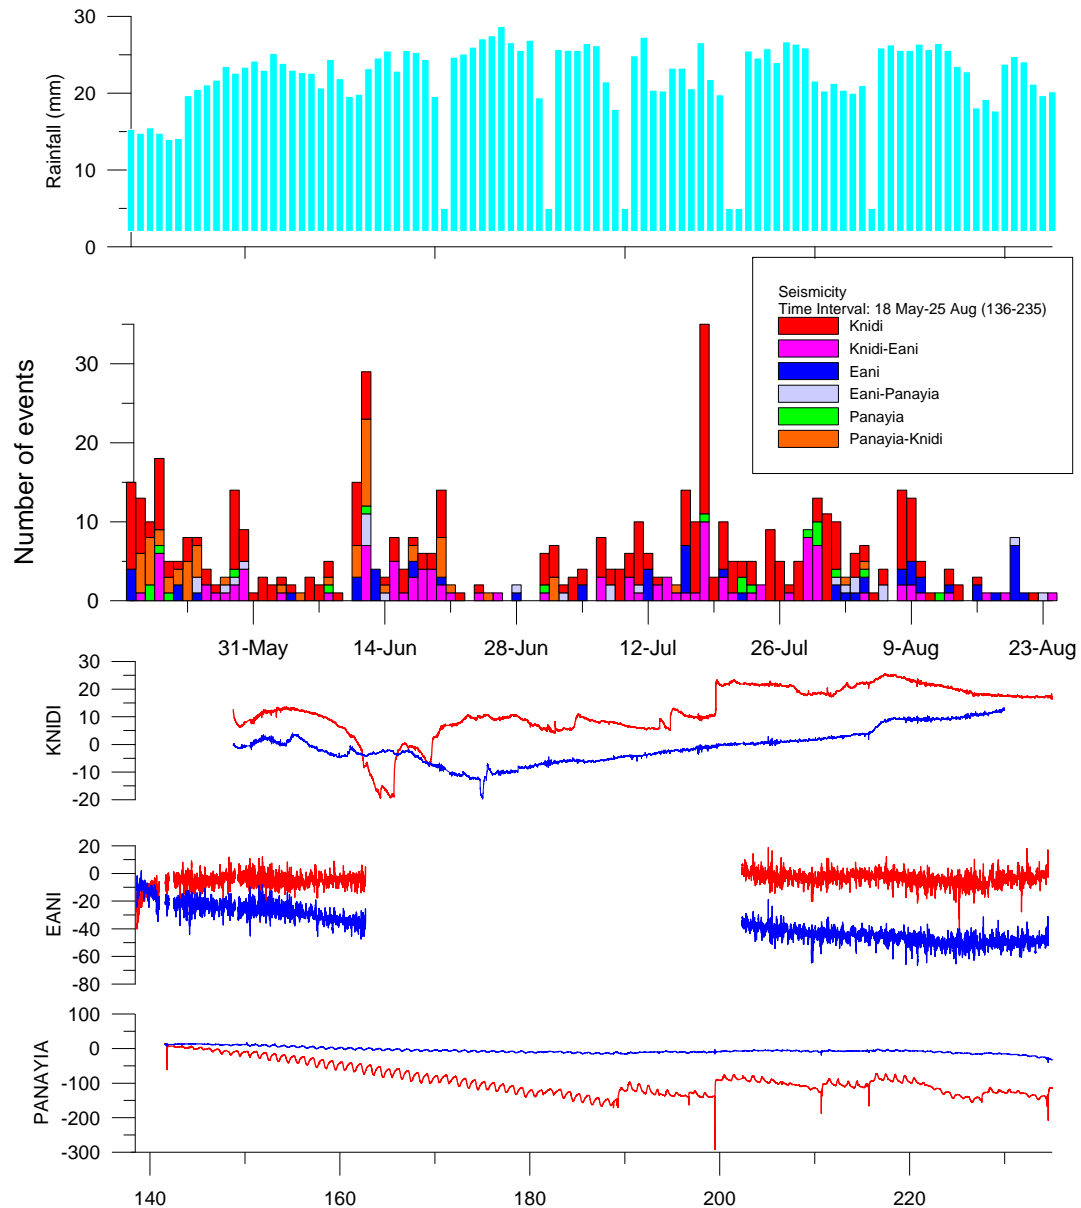 30
20
10
0
Rainfall (mm)
Seismicity
Time Interval: 18 May-25 Aug (136-235)
Knidi
Knidi-Eani
Eani
Eani-Panayia
Panayia
Panayia-Knidi
30
20
10
0
Number of events
31-May 14-Jun 28-Jun 12-Jul 26-Jul 9-Aug 23-Aug
30
20
10
0
-10
-20
KNIDI
20
0
-20
-40
-60
-80
EANI
100
0
-100
-200
-300
PANAYIA
140 160 180 200 220